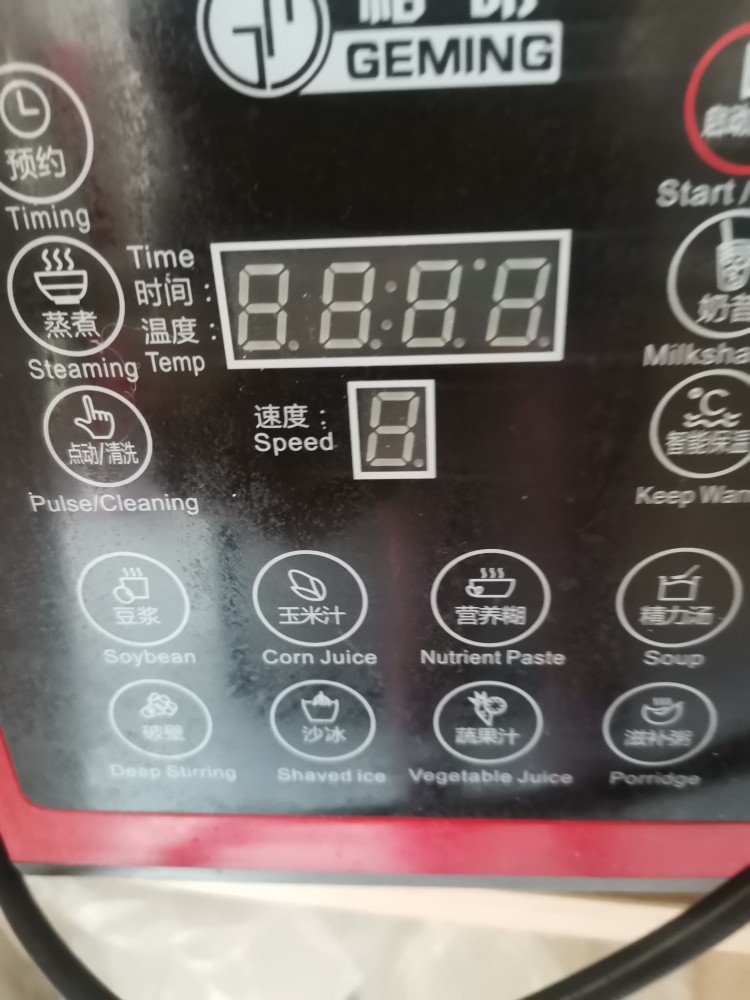 GEMING
预约
Timing
启动
Start/
Time
时间：
温度：
Temp
蒸煮
Steaming
奶昔
Milksha
速度：
Speed
点动/清洗
Pulse/Cleaning
°C
智能保温
Keep War
豆浆
Soybean
玉米汁
Corn Juice
营养糊
Nutrient Paste
精力汤
Soup
破壁
Deep Stirring
沙冰
Shaved ice
蔬果汁
Vegetable Juice
滋补粥
Porridge